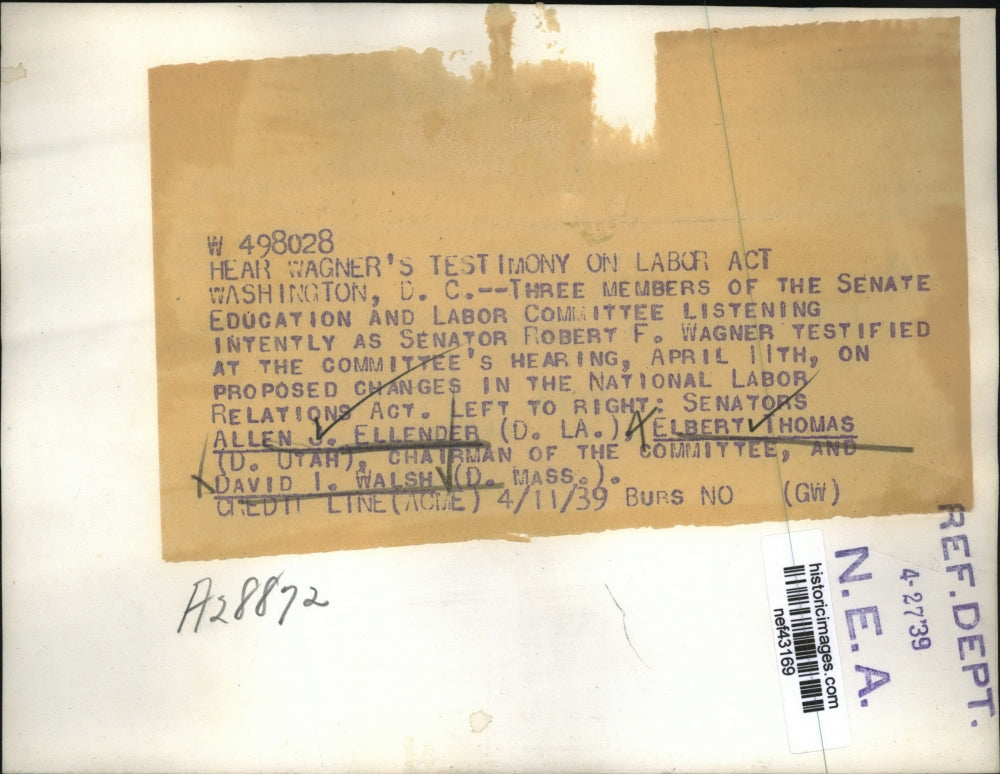 W 498028
HEAR WAGNER'S TESTIMONY ON LABOR ACT
WASHINGTON, D. C.--THREE MEMBERS OF THE SENATE
EDUCATION AND LABOR COMMITTEE LISTENING
INTENTLY AS SENATOR ROBERT F. WAGNER TESTIFIED
AT THE COMMITTEE'S HEARING, APRIL 11TH, ON
PROPOSED CHANGES IN THE NATIONAL LABOR
RELATIONS ACT. LEFT TO RIGHT: SENATORS
ALLEN J. ELLENDER (D. LA.), ELBERT THOMAS
(D. UTAH), CHAIRMAN OF THE COMMITTEE, AND
DAVID I. WALSH (D. MASS.).
CREDIT LINE(ACME) 4/11/39 BURS NO (GW)
A28872
historicimages.com
nef43169
N.E.A.
4-27'39
REF. DEPT.